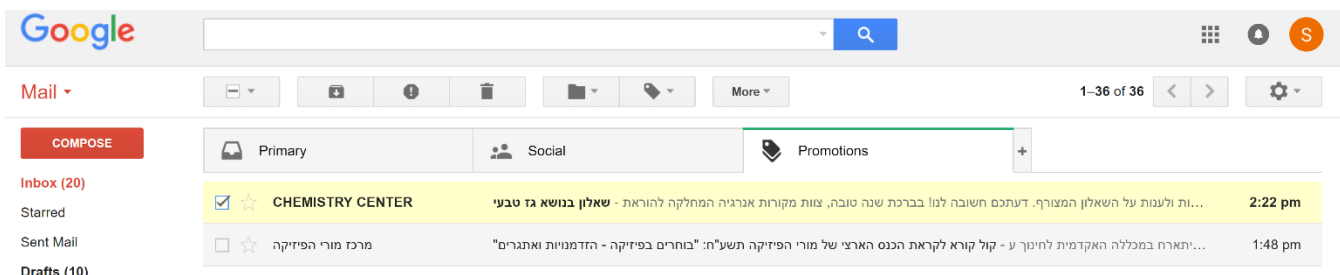 Google
S
Mail
More
1–36 of 36
COMPOSE
Primary
Social
Promotions
+
Inbox (20)
CHEMISTRY CENTER
שאלון בנושא גז טבעי - ות ולענות על השאלון המצורף. דעתכם חשובה לנו! בברכת שנה טובה, צוות מקורות אנרגיה המחלקה להוראת...
2:22 pm
Starred
Sent Mail
מרכז מורי הפיזיקה
קול קורא לקראת הכנס הארצי של מורי הפיזיקה תשע"ח: "בוחרים בפיזיקה - הזדמנויות ואתגרים" - יתארח במכללה האקדמית לחינוך ע...
1:48 pm
Drafts (10)